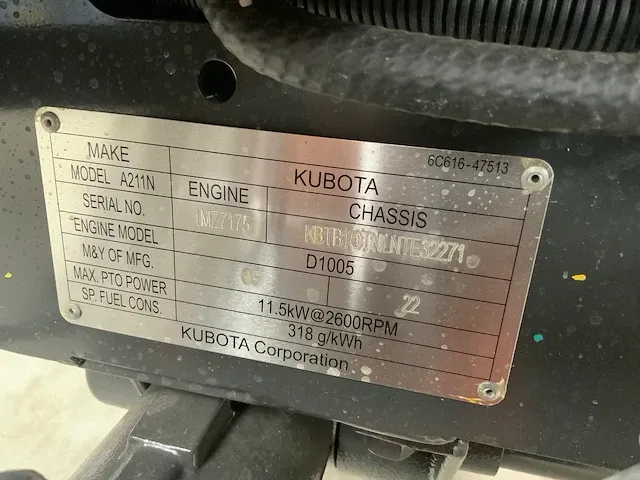 6C616-47513
MAKE KUBOTA
MODEL A211N ENGINE CHASSIS
SERIAL NO. 1MZ7175
ENGINE MODEL D1005
M&Y OF MFG. 05 22
MAX. PTO POWER 11.5kW@2600RPM
SP. FUEL CONS. 318 g/kWh
KUBOTA Corporation